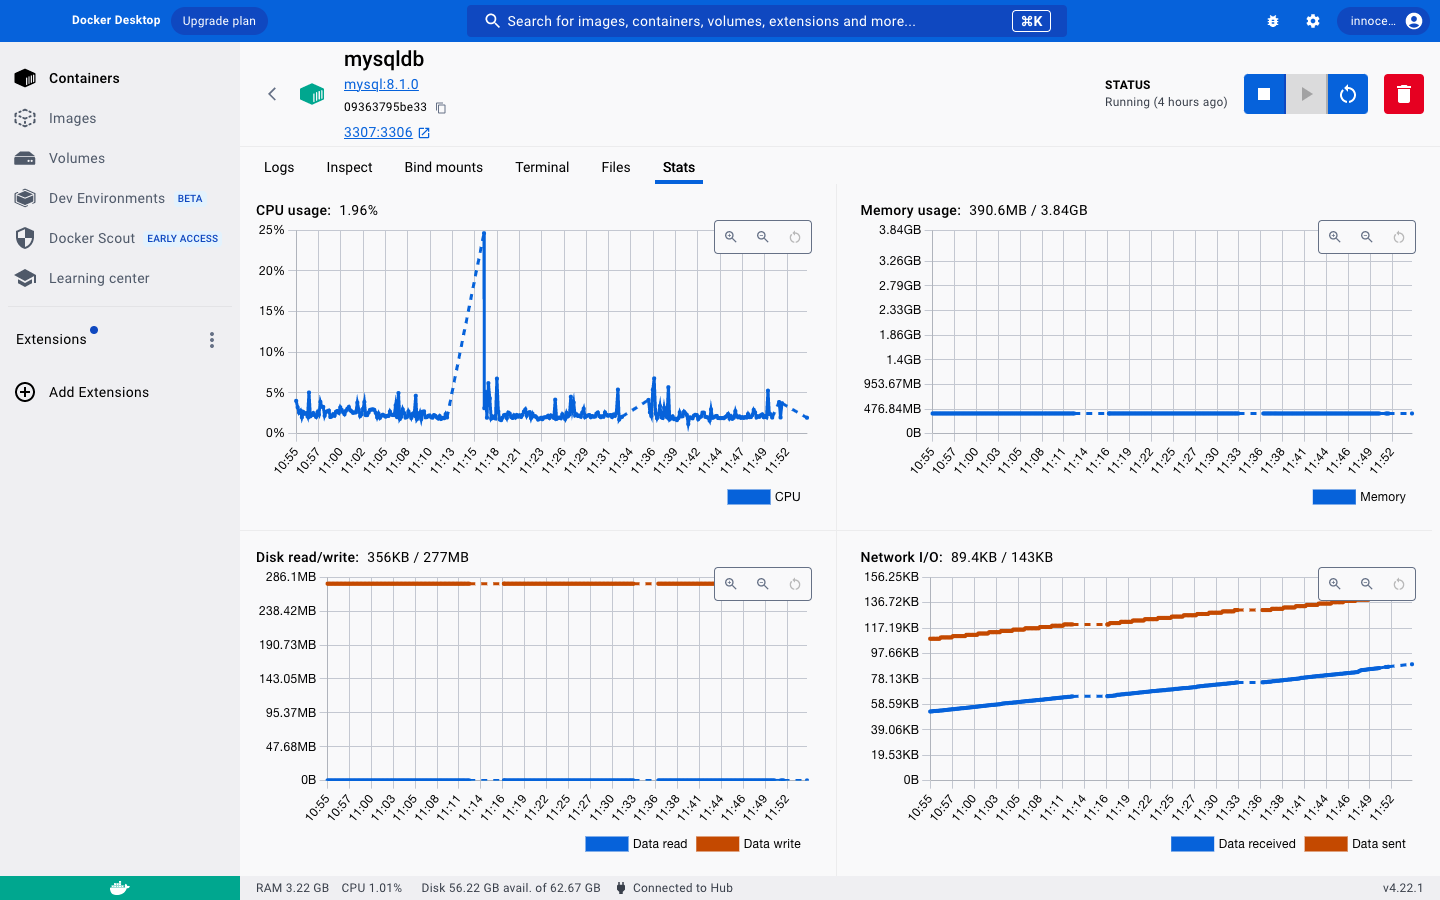 Docker Desktop
Upgrade plan
Search for images, containers, volumes, extensions and more...
⌘K
innoce...
Containers
Images
Volumes
Dev Environments BETA
Docker Scout EARLY ACCESS
Learning center
Extensions
Add Extensions
mysqldb
mysql:8.1.0
09363795be33
3307:3306
STATUS
Running (4 hours ago)
Logs Inspect Bind mounts Terminal Files Stats
CPU usage: 1.96%
25%
20%
15%
10%
5%
0%
10:55 10:57 11:00 11:02 11:05 11:08 11:10 11:13 11:15 11:18 11:21 11:23 11:26 11:29 11:31 11:34 11:36 11:39 11:42 11:44 11:47 11:49 11:52
CPU
Memory usage: 390.6MB / 3.84GB
3.84GB
3.26GB
2.79GB
2.33GB
1.86GB
1.4GB
953.67MB
476.84MB
0B
10:55 10:57 11:00 11:03 11:05 11:08 11:11 11:14 11:16 11:19 11:22 11:25 11:27 11:30 11:33 11:36 11:38 11:41 11:44 11:46 11:49 11:52
Memory
Disk read/write: 356KB / 277MB
286.1MB
238.42MB
190.73MB
143.05MB
95.37MB
47.68MB
0B
10:55 10:57 11:00 11:03 11:05 11:08 11:11 11:14 11:16 11:19 11:22 11:25 11:27 11:30 11:33 11:36 11:38 11:41 11:44 11:46 11:49 11:52
Data read Data write
Network I/O: 89.4KB / 143KB
156.25KB
136.72KB
117.19KB
97.66KB
78.13KB
58.59KB
39.06KB
19.53KB
0B
10:55 10:57 11:00 11:03 11:05 11:08 11:11 11:14 11:16 11:19 11:22 11:25 11:27 11:30 11:33 11:36 11:38 11:41 11:44 11:46 11:49 11:52
Data received Data sent
RAM 3.22 GB CPU 1.01% Disk 56.22 GB avail. of 62.67 GB Connected to Hub v4.22.1